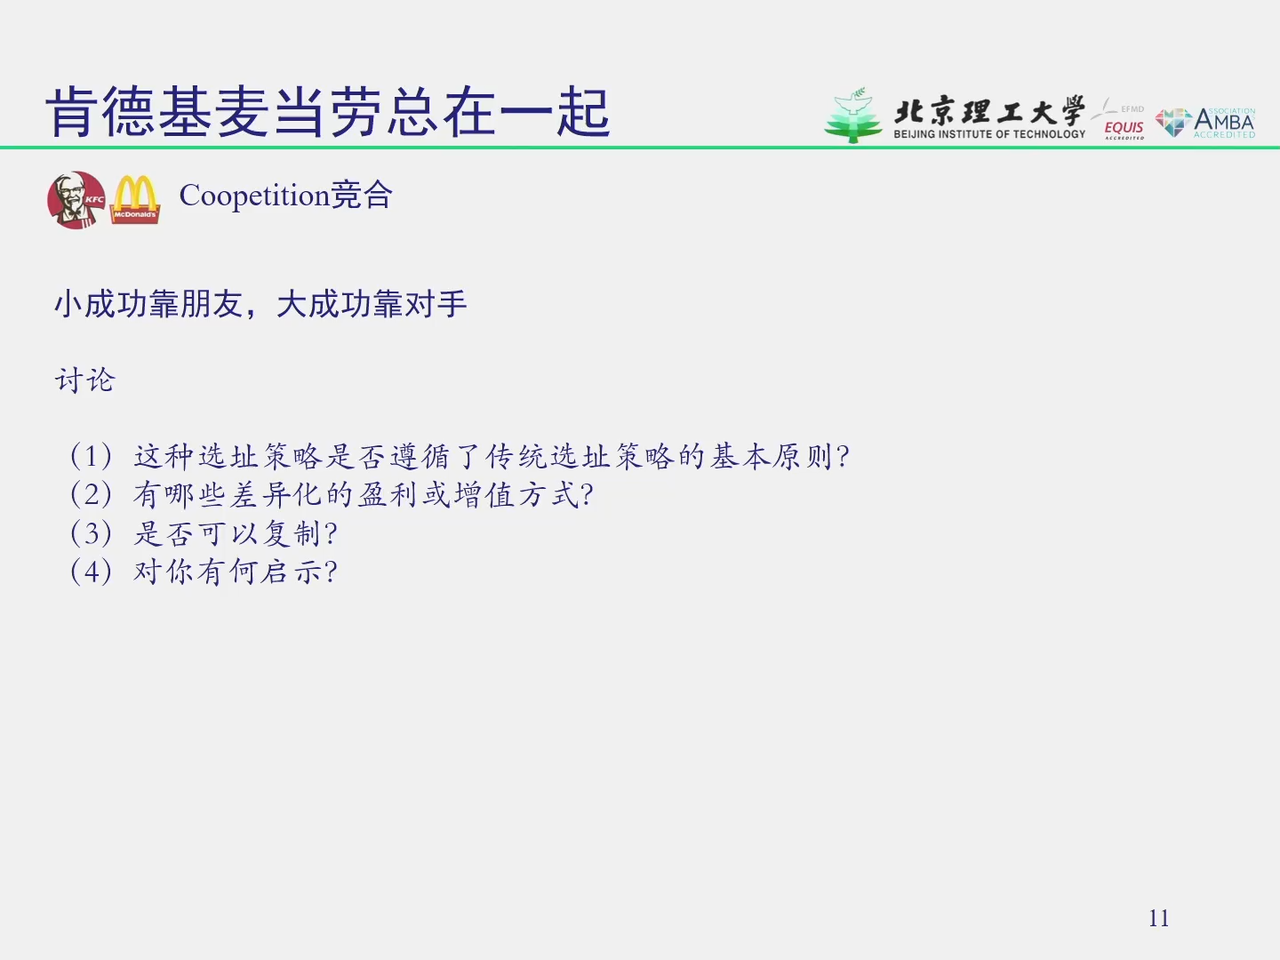 肯德基麦当劳总在一起
北京理工大学
BEIJING INSTITUTE OF TECHNOLOGY
EFMD
EQUIS
ACCREDITED
ASSOCIATION
AMBA
ACCREDITED
KFC
McDonald's
Coopetition竞合
小成功靠朋友，大成功靠对手
讨论
（1）这种选址策略是否遵循了传统选址策略的基本原则？
（2）有哪些差异化的盈利或增值方式？
（3）是否可以复制？
（4）对你有何启示？
11